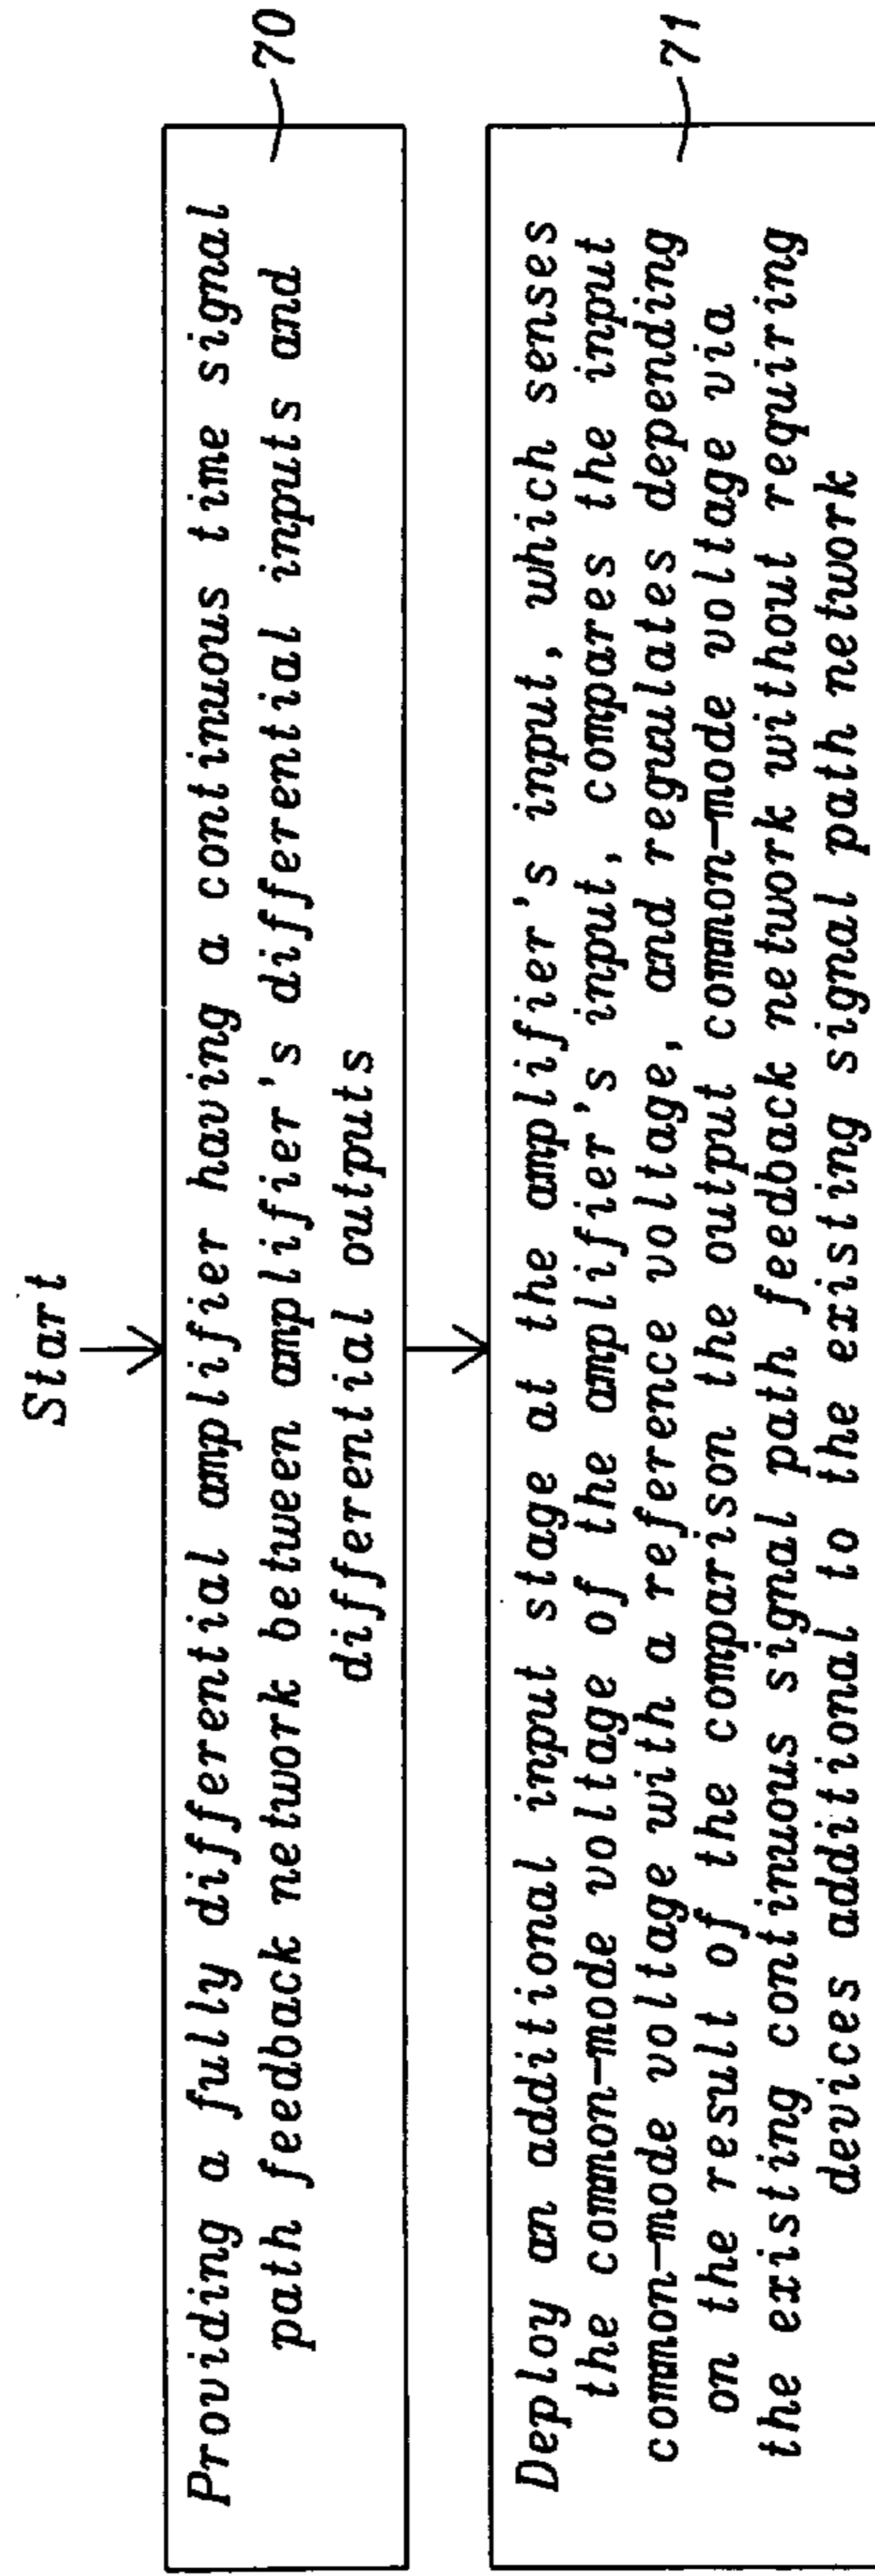 Start
Providing a fully differential amplifier having a continuous time signal
path feedback network between amplifier's differential inputs and
differential outputs
70
Deploy an additional input stage at the amplifier's input, which senses
the common-mode voltage of the amplifier's input, compares the input
common-mode voltage with a reference voltage, and regulates depending
on the result of the comparison the output common-mode voltage via
the existing continuous signal path feedback network without requiring
devices additional to the existing signal path network
71